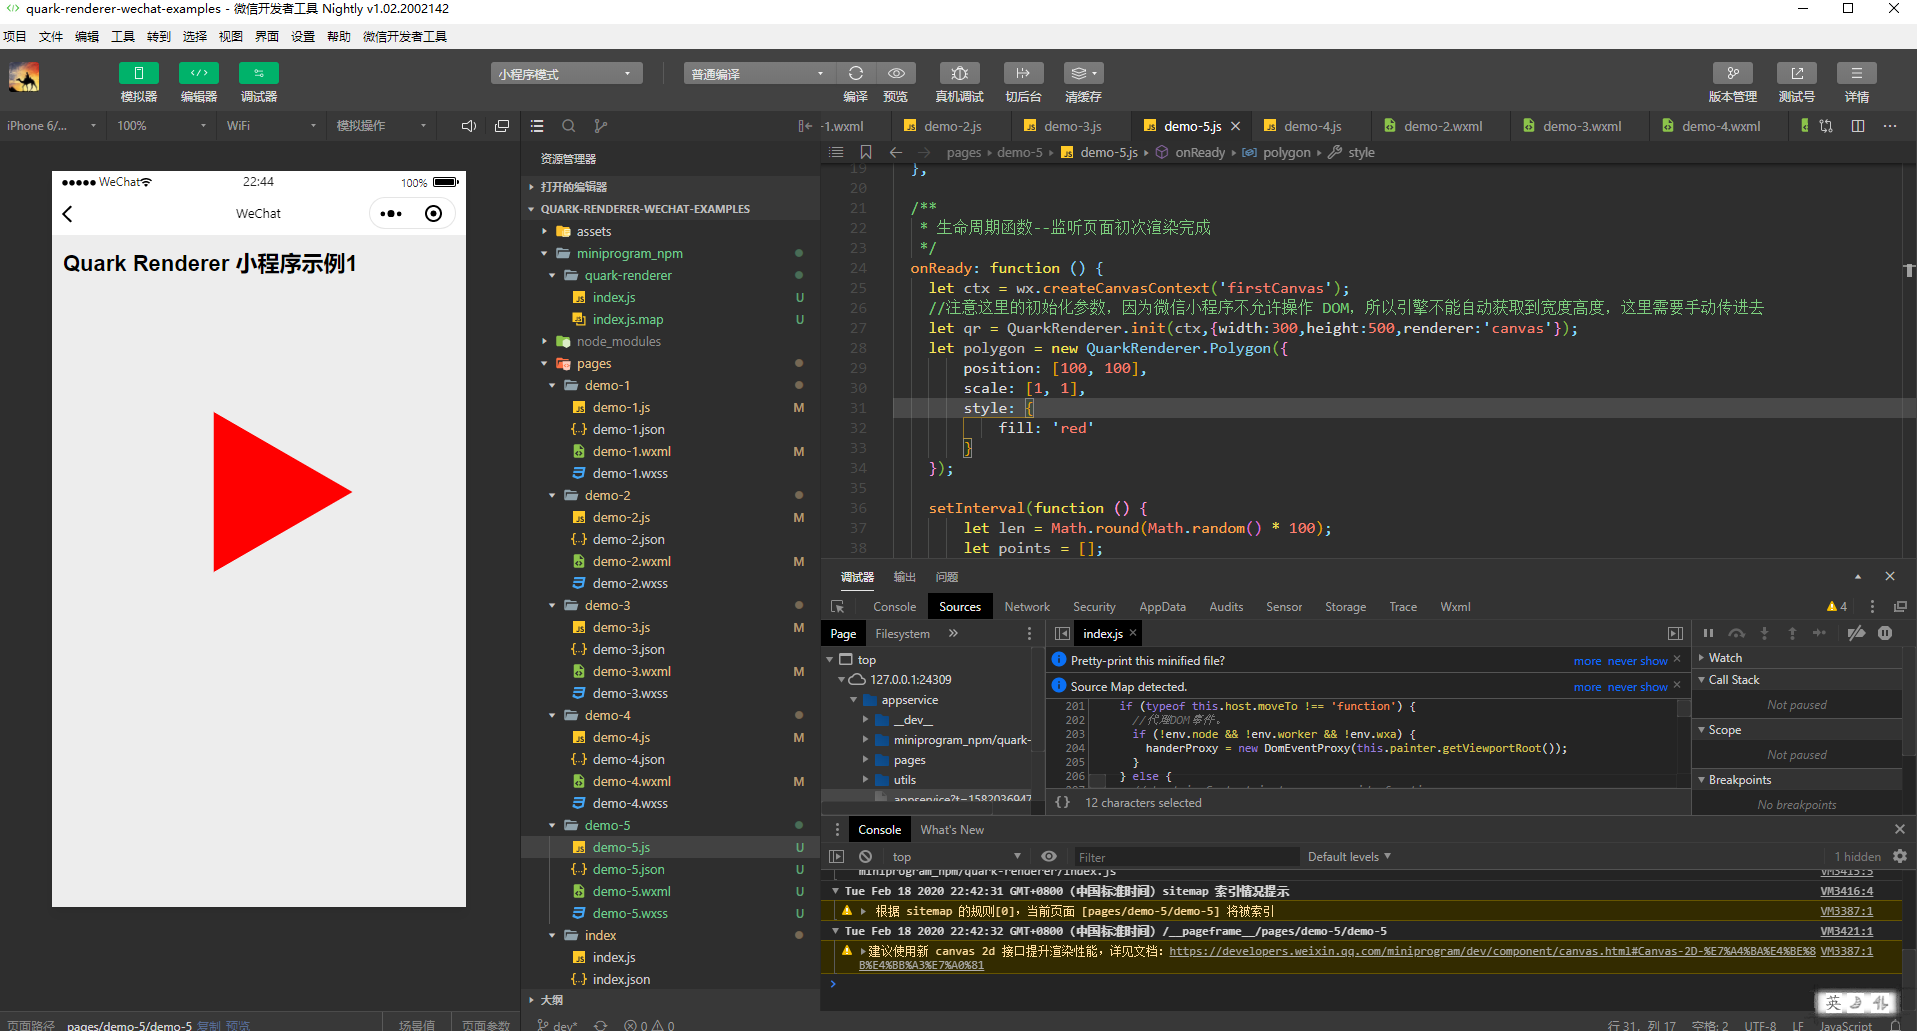 quark-renderer-wechat-examples - 微信开发者工具 Nightly v1.02.2002142
项目 文件 编辑 工具 转到 选择 视图 界面 设置 帮助 微信开发者工具
小程序模式 普通编译
模拟器 编辑器 调试器 编译 预览 真机调试 切后台 清缓存 版本管理 测试号 详情
iPhone 6/... 100% WiFi 模拟操作
WeChat 22:44 100%
WeChat
Quark Renderer 小程序示例1
资源管理器
打开的编辑器
QUARK-RENDERER-WECHAT-EXAMPLES
assets
miniprogram_npm
quark-renderer
index.js U
index.js.map U
node_modules
pages
demo-1
demo-1.js M
demo-1.json
demo-1.wxml M
demo-1.wxss
demo-2
demo-2.js M
demo-2.json
demo-2.wxml M
demo-2.wxss
demo-3
demo-3.js M
demo-3.json
demo-3.wxml M
demo-3.wxss
demo-4
demo-4.js M
demo-4.json
demo-4.wxml M
demo-4.wxss
demo-5
demo-5.js U
demo-5.json U
demo-5.wxml U
demo-5.wxss U
index
index.js
index.json
大纲
-1.wxml demo-2.js demo-3.js demo-5.js demo-4.js demo-2.wxml demo-3.wxml demo-4.wxml
pages demo-5 demo-5.js onReady polygon style
19 },
20
21 /**
22 * 生命周期函数--监听页面初次渲染完成
23 */
24 onReady: function () {
25 let ctx = wx.createCanvasContext('firstCanvas');
26 //注意这里的初始化参数，因为微信小程序不允许操作 DOM，所以引擎不能自动获取到宽度高度，这里需要手动传进去
27 let qr = QuarkRenderer.init(ctx,{width:300,height:500,renderer:'canvas'});
28 let polygon = new QuarkRenderer.Polygon({
29 position: [100, 100],
30 scale: [1, 1],
31 style: {
32 fill: 'red'
33 }
34 });
35
36 setInterval(function () {
37 let len = Math.round(Math.random() * 100);
38 let points = [];
调试器 输出 问题
Console Sources Network Security AppData Audits Sensor Storage Trace Wxml 4
Page Filesystem
top
127.0.0.1:24309
appservice
__dev__
miniprogram_npm/quark-
pages
utils
appservice?t=1582036947
index.js
Pretty-print this minified file? more never show
Source Map detected. more never show
201 if (typeof this.host.moveTo !== 'function') {
202 //代理DOM事件。
203 if (!env.node && !env.worker && !env.wxa) {
204 handerProxy = new DomEventProxy(this.painter.getViewportRoot());
205 }
206 } else {
{} 12 characters selected
Watch
Call Stack
Not paused
Scope
Not paused
Breakpoints
No breakpoints
Console What's New
top Filter Default levels 1 hidden
miniprogram_npm/quark-renderer/index.js VM3415:5
Tue Feb 18 2020 22:42:31 GMT+0800 (中国标准时间) sitemap 索引情况提示 VM3416:4
根据 sitemap 的规则[0]，当前页面 [pages/demo-5/demo-5] 将被索引 VM3387:1
Tue Feb 18 2020 22:42:32 GMT+0800 (中国标准时间) /__pageframe__/pages/demo-5/demo-5 VM3421:1
建议使用新 canvas 2d 接口提升渲染性能，详见文档：https://developers.weixin.qq.com/miniprogram/dev/component/canvas.html#Canvas-2D-%E7%A4%BA%E4%BE%8 VM3387:1
B%E4%BB%A3%E7%A0%81
英
页面路径 pages/demo-5/demo-5 复制 预览 场景值 页面参数 dev* 0 0 行 31，列 17 空格: 2 UTF-8 LF JavaScript